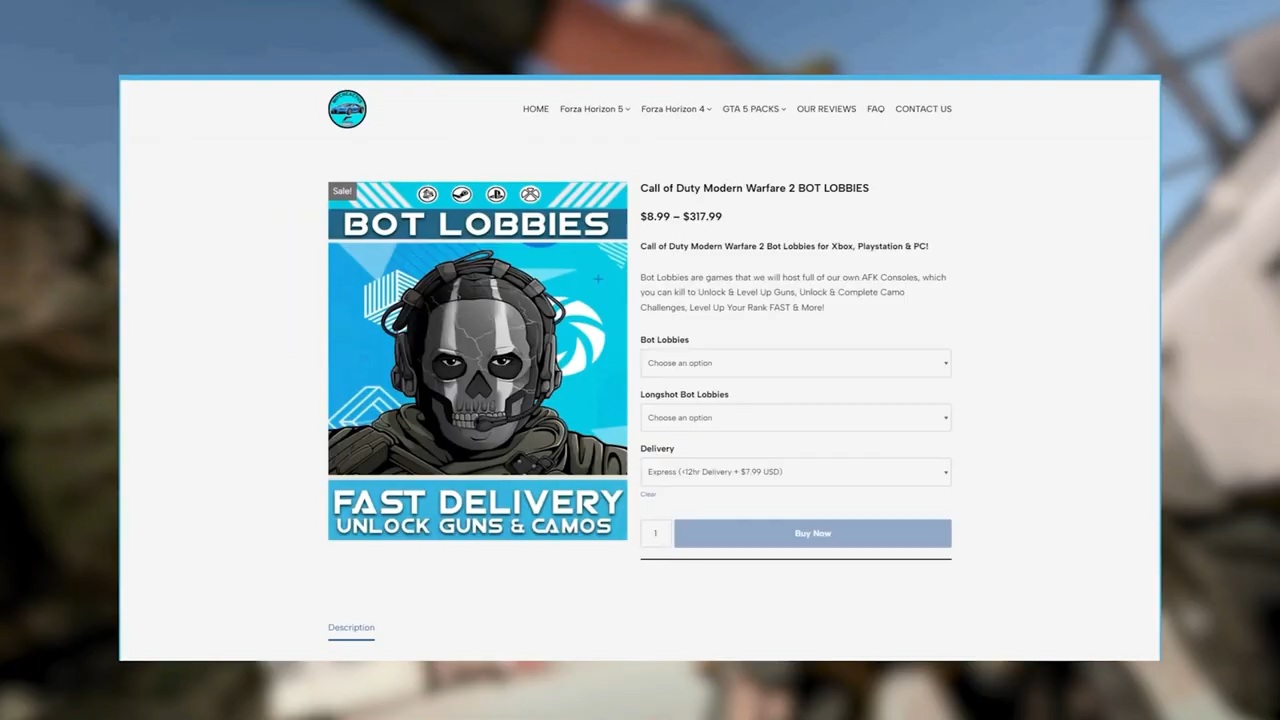 HOME
Forza Horizon 5
Forza Horizon 4
GTA 5 PACKS
OUR REVIEWS
FAQ
CONTACT US
Sale!
BOT LOBBIES
FAST DELIVERY
UNLOCK GUNS & CAMOS
Call of Duty Modern Warfare 2 BOT LOBBIES
$8.99 – $317.99
Call of Duty Modern Warfare 2 Bot Lobbies for Xbox, Playstation & PC!
Bot Lobbies are games that we will host full of our own AFK Consoles, which
you can kill to Unlock & Level Up Guns, Unlock & Complete Camo
Challenges, Level Up Your Rank FAST & More!
Bot Lobbies
Choose an option
Longshot Bot Lobbies
Choose an option
Delivery
Express (<12hr Delivery + $7.99 USD)
Clear
1
Buy Now
Description